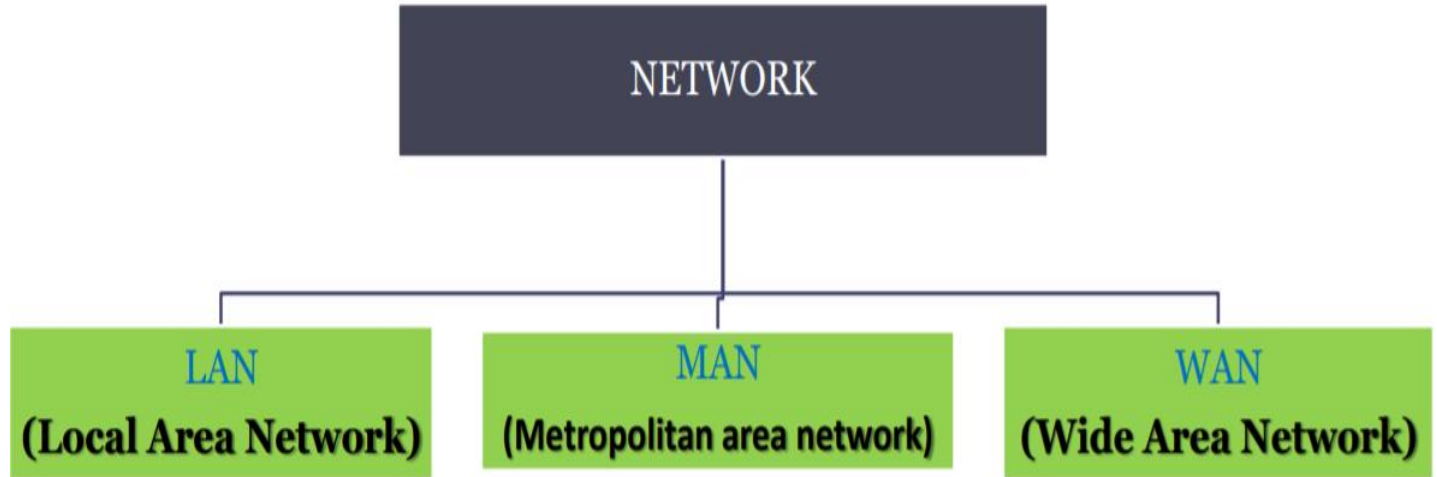 NETWORK
LAN
(Local Area Network)
MAN
(Metropolitan area network)
WAN
(Wide Area Network)